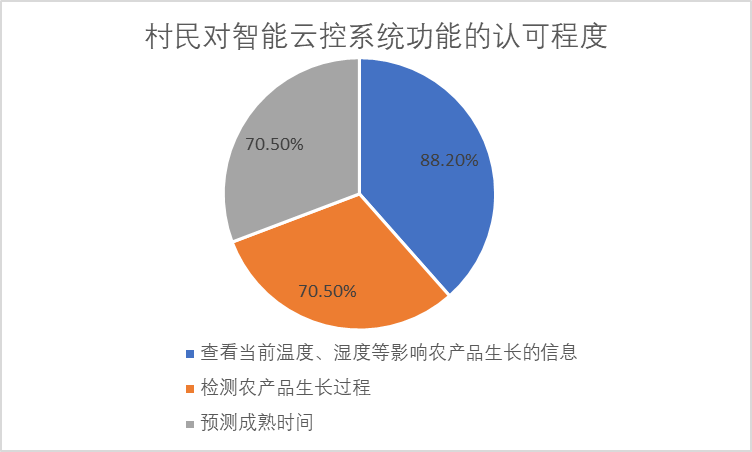 村民对智能云控系统功能的认可程度
70.50%
88.20%
70.50%
查看当前温度、湿度等影响农产品生长的信息
检测农产品生长过程
预测成熟时间